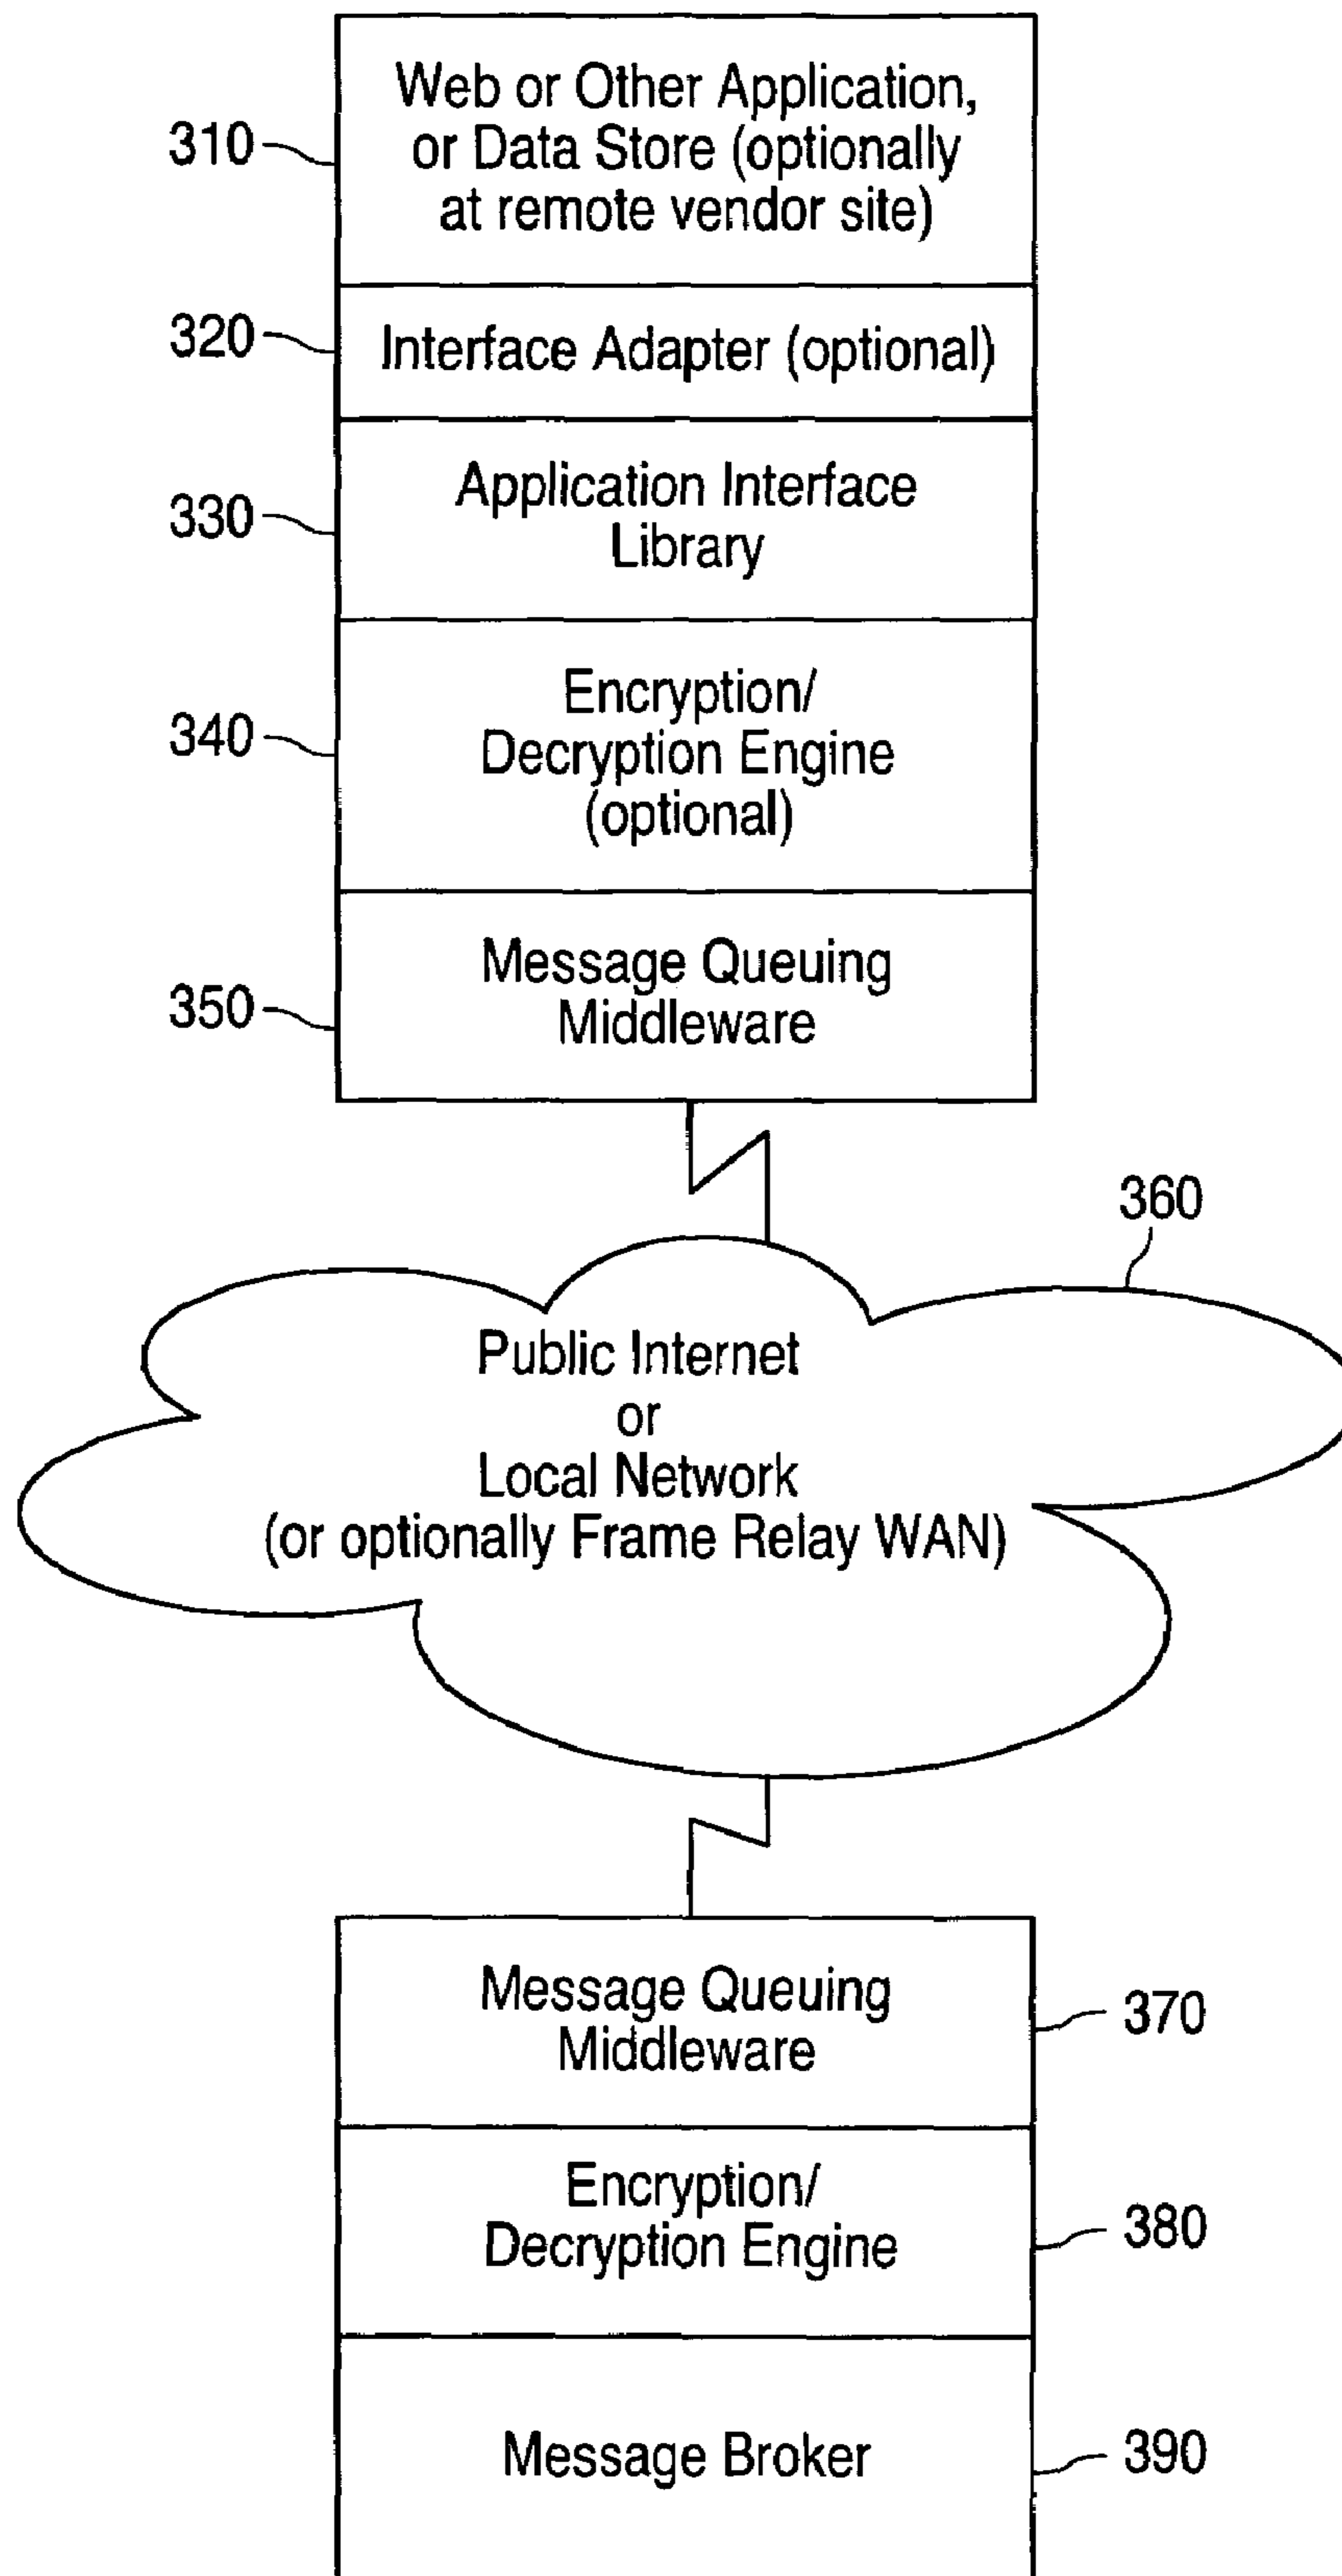 Web or Other Application,
or Data Store (optionally
at remote vendor site)
310
Interface Adapter (optional)
320
Application Interface
Library
330
Encryption/
Decryption Engine
(optional)
340
Message Queuing
Middleware
350
360
Public Internet
or
Local Network
(or optionally Frame Relay WAN)
Message Queuing
Middleware
370
Encryption/
Decryption Engine
380
Message Broker
390